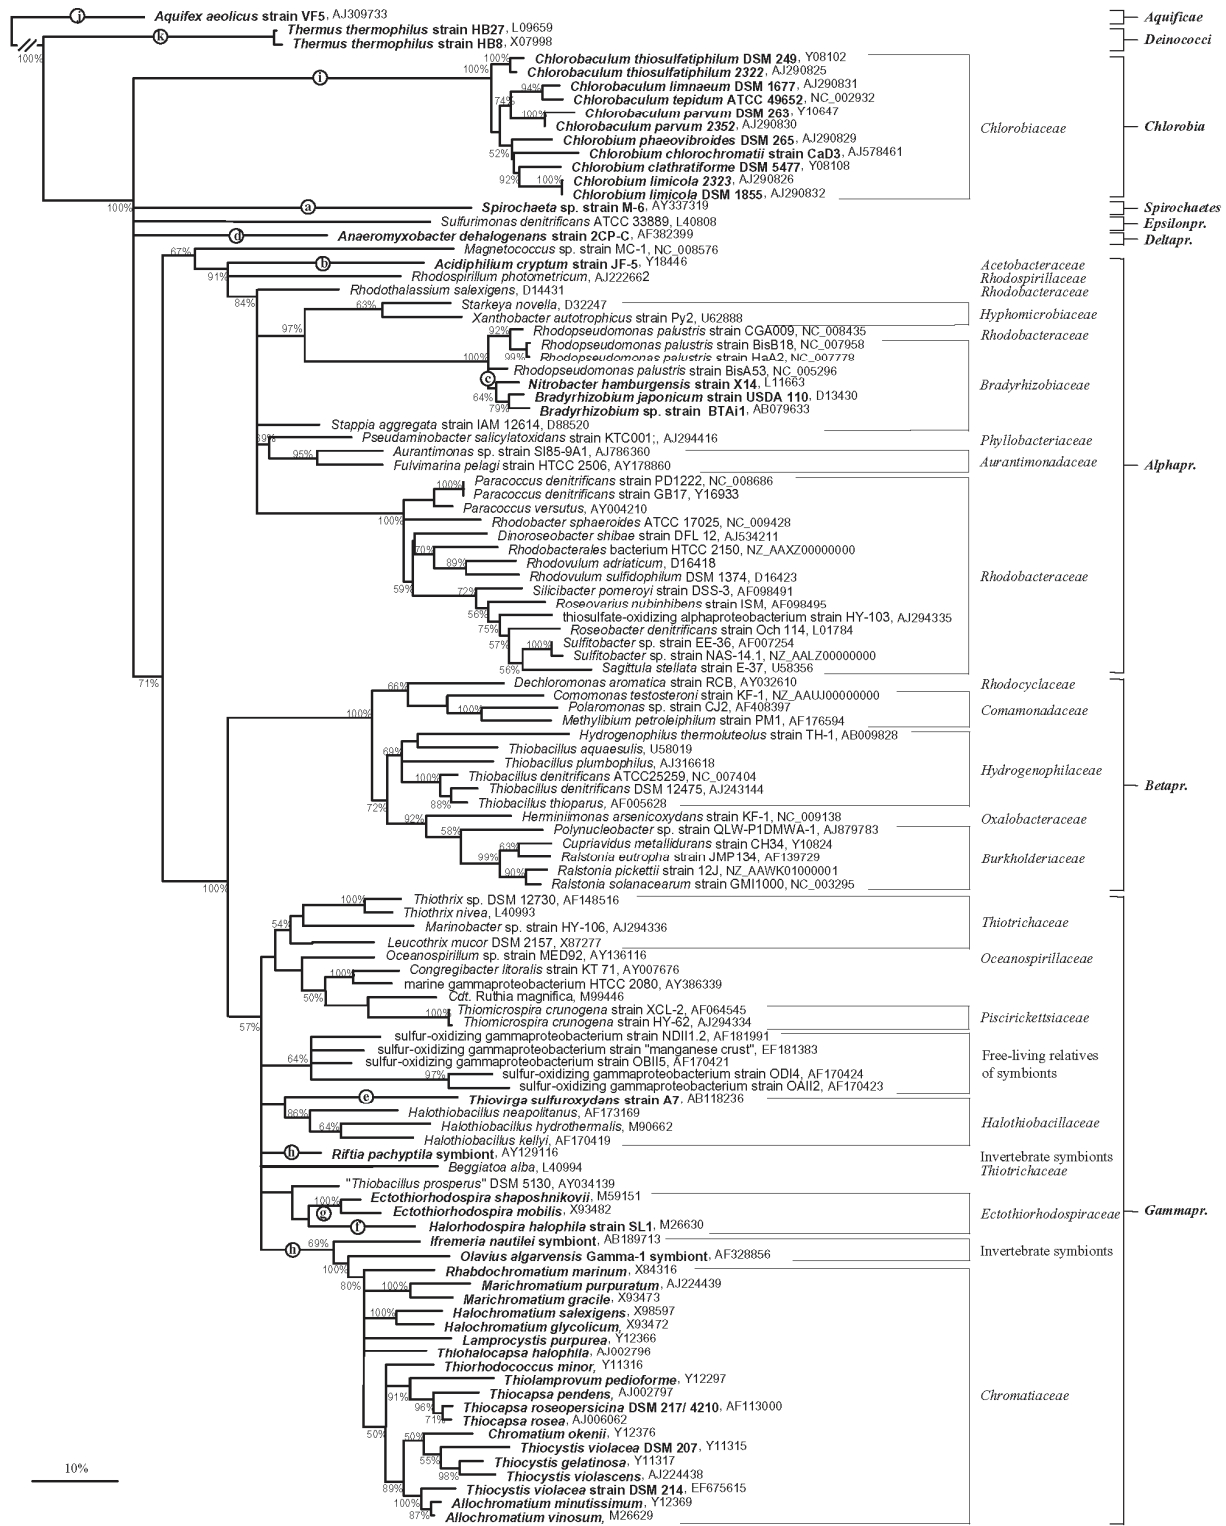 j Aquifex aeolicus strain VF5, AJ309733 Aquificae
Thermus thermophilus strain HB27, L09659
k Deinococci
Thermus thermophilus strain HB8, X07998
100%
100% Chlorobaculum thiosulfatiphilum DSM 249, Y08102
100% Chlorobaculum thiosulfatiphilum 2322, AJ290825
i
94% Chlorobaculum limnaeum DSM 1677, AJ290831
74% Chlorobaculum tepidum ATCC 49652, NC_002932
100% Chlorobaculum parvum DSM 263, Y10647
Chlorobaculum parvum 2352, AJ290830 Chlorobiaceae Chlorobia
Chlorobium phaeovibroides DSM 265, AJ290829
52% Chlorobium chlorochromatii strain CaD3, AJ578461
Chlorobium clathratiforme DSM 5477, Y08108
92% 100% Chlorobium limicola 2323, AJ290826
Chlorobium limicola DSM 1855, AJ290832
100% a Spirochaeta sp. strain M-6, AY337319 Spirochaetes
Sulfurimonas denitrificans ATCC 33889, L40808 Epsilonpr.
d Anaeromyxobacter dehalogenans strain 2CP-C, AF382399 Deltapr.
67% Magnetococcus sp. strain MC-1, NC_008576
b Acidiphilium cryptum strain JF-5, Y18446 Acetobacteraceae
91% Rhodospirillum photometricum, AJ222662 Rhodospirillaceae
84% Rhodothalassium salexigens, D14431 Rhodobacteraceae
63% Starkeya novella, D32247
Xanthobacter autotrophicus strain Py2, U62888 Hyphomicrobiaceae
97% 92% Rhodopseudomonas palustris strain CGA009, NC_008435 Rhodobacteraceae
Rhodopseudomonas palustris strain BisB18, NC_007958
100% 99% Rhodopseudomonas palustris strain HaA2, NC_007778
Rhodopseudomonas palustris strain BisA53, NC_005296
c Nitrobacter hamburgensis strain X14, L11663 Bradyrhizobiaceae
64% Bradyrhizobium japonicum strain USDA 110, D13430
79% Bradyrhizobium sp. strain BTAi1, AB079633
Stappia aggregata strain IAM 12614, D88520
Pseudaminobacter salicylatoxidans strain KTC001;, AJ294416 Phyllobacteriaceae
95% Aurantimonas sp. strain SI85-9A1, AJ786360
Fulvimarina pelagi strain HTCC 2506, AY178860 Aurantimonadaceae Alphapr.
100% Paracoccus denitrificans strain PD1222, NC_008686
Paracoccus denitrificans strain GB17, Y16933
Paracoccus versutus, AY004210
100% Rhodobacter sphaeroides ATCC 17025, NC_009428
Dinoroseobacter shibae strain DFL 12, AJ534211
70% Rhodobacterales bacterium HTCC 2150, NZ_AAXZ00000000
89% Rhodovulum adriaticum, D16418
Rhodovulum sulfidophilum DSM 1374, D16423 Rhodobacteraceae
59% 72% Silicibacter pomeroyi strain DSS-3, AF098491
Roseovarius nubinhibens strain ISM, AF098495
56% thiosulfate-oxidizing alphaproteobacterium strain HY-103, AJ294335
75% Roseobacter denitrificans strain Och 114, L01784
57% 100% Sulfitobacter sp. strain EE-36, AF007254
Sulfitobacter sp. strain NAS-14.1, NZ_AALZ00000000
56% Sagittula stellata strain E-37, U58356
71%
66% Dechloromonas aromatica strain RCB, AY032610 Rhodocyclaceae
Comomonas testosteroni strain KF-1, NZ_AAUJ00000000
100% 100% Polaromonas sp. strain CJ2, AF408397 Comamonadaceae
Methylibium petroleiphilum strain PM1, AF176594
Hydrogenophilus thermoluteolus strain TH-1, AB009828
69% Thiobacillus aquaesulis, U58019
Thiobacillus plumbophilus, AJ316618
100% Thiobacillus denitrificans ATCC25259, NC_007404 Hydrogenophilaceae
Thiobacillus denitrificans DSM 12475, AJ243144 Betapr.
72% 88% Thiobacillus thioparus, AF005628
92% Herminiimonas arsenicoxydans strain KF-1, NC_009138 Oxalobacteraceae
58% Polynucleobacter sp. strain QLW-P1DMWA-1, AJ879783
63% Cupriavidus metallidurans strain CH34, Y10824
99% Ralstonia eutropha strain JMP134, AF139729 Burkholderiaceae
90% Ralstonia pickettii strain 12J, NZ_AAWK01000001
100% Ralstonia solanacearum strain GMI1000, NC_003295
100% Thiothrix sp. DSM 12730, AF148516
Thiothrix nivea, L40993
54% Marinobacter sp. strain HY-106, AJ294336 Thiotrichaceae
Leucothrix mucor DSM 2157, X87277
Oceanospirillum sp. strain MED92, AY136116 Oceanospirillaceae
100% Congregibacter litoralis strain KT 71, AY007676
marine gammaproteobacterium HTCC 2080, AY386339
50% Cdt. Ruthia magnifica, M99446
100% Thiomicrospira crunogena strain XCL-2, AF064545
57% Thiomicrospira crunogena strain HY-62, AJ294334 Piscirickettsiaceae
sulfur-oxidizing gammaproteobacterium strain NDII1.2, AF181991
sulfur-oxidizing gammaproteobacterium strain "manganese crust", EF181383 Free-living relatives
64% sulfur-oxidizing gammaproteobacterium strain OBII5, AF170421 of symbionts
97% sulfur-oxidizing gammaproteobacterium strain ODI4, AF170424
sulfur-oxidizing gammaproteobacterium strain OAII2, AF170423
e Thiovirga sulfuroxydans strain A7, AB118236
86% Halothiobacillus neapolitanus, AF173169
64% Halothiobacillus hydrothermalis, M90662 Halothiobacillaceae
Halothiobacillus kellyi, AF170419
h Riftia pachyptila symbiont, AY129116 Invertebrate symbionts
Beggiatoa alba, L40994 Thiotrichaceae
"Thiobacillus prosperus" DSM 5130, AY034139
100% Ectothiorhodospira shaposhnikovii, M59151
g Ectothiorhodospira mobilis, X93482 Ectothiorhodospiraceae Gammapr.
f Halorhodospira halophila strain SL1, M26630
h 69% Ifremeria nautilei symbiont, AB189713
Olavius algarvensis Gamma-1 symbiont, AF328856 Invertebrate symbionts
100% Rhabdochromatium marinum, X84316
80% 100% Marichromatium purpuratum, AJ224439
Marichromatium gracile, X93473
100% Halochromatium salexigens, X98597
Halochromatium glycolicum, X93472
Lamprocystis purpurea, Y12366
Thiohalocapsa halophila, AJ002796
Thiorhodococcus minor, Y11316
Thiolamprovum pedioforme, Y12297
91% Thiocapsa pendens, AJ002797 Chromatiaceae
96% Thiocapsa roseopersicina DSM 217/ 4210, AF113000
71% Thiocapsa rosea, AJ006062
50% 50% Chromatium okenii, Y12376
Thiocystis violacea DSM 207, Y11315
55% Thiocystis gelatinosa, Y11317
98% Thiocystis violascens, AJ224438
10% 89% Thiocystis violacea strain DSM 214, EF675615
100% Allochromatium minutissimum, Y12369
87% Allochromatium vinosum, M26629